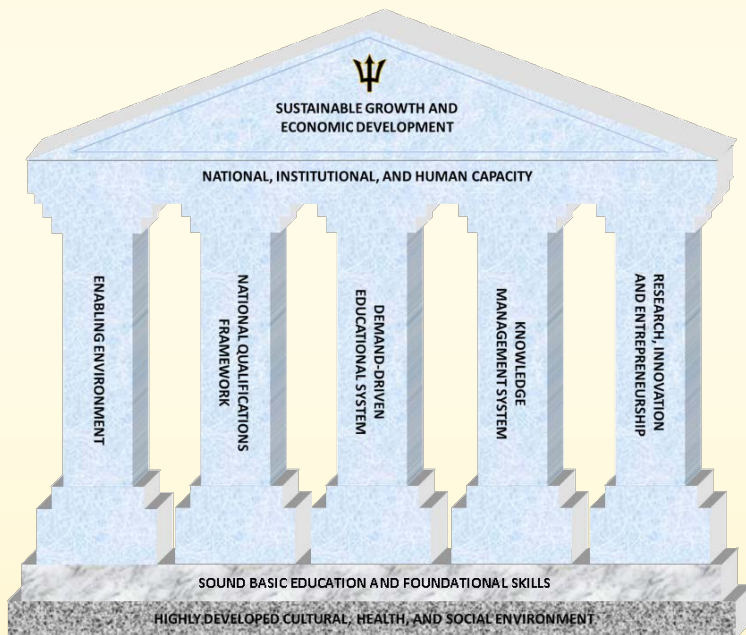 SUSTAINABLE GROWTH AND
ECONOMIC DEVELOPMENT
NATIONAL, INSTITUTIONAL, AND HUMAN CAPACITY
ENABLING ENVIRONMENT
NATIONAL QUALIFICATIONS
FRAMEWORK
DEMAND-DRIVEN
EDUCATIONAL SYSTEM
KNOWLEDGE
MANAGEMENT SYSTEM
RESEARCH, INNOVATION
AND ENTREPRENEURSHIP
SOUND BASIC EDUCATION AND FOUNDATIONAL SKILLS
HIGHLY DEVELOPED CULTURAL, HEALTH, AND SOCIAL ENVIRONMENT